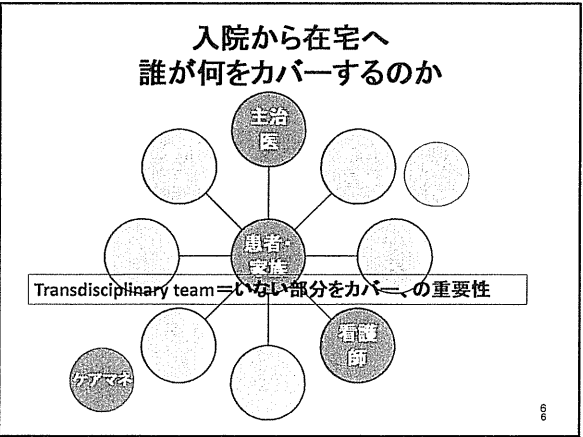 入院から在宅へ
誰が何をカバーするのか
主治
医
患者・
家族
Transdisciplinary team=いない部分をカバー、の重要性
看護
師
ケアマネ
6
6